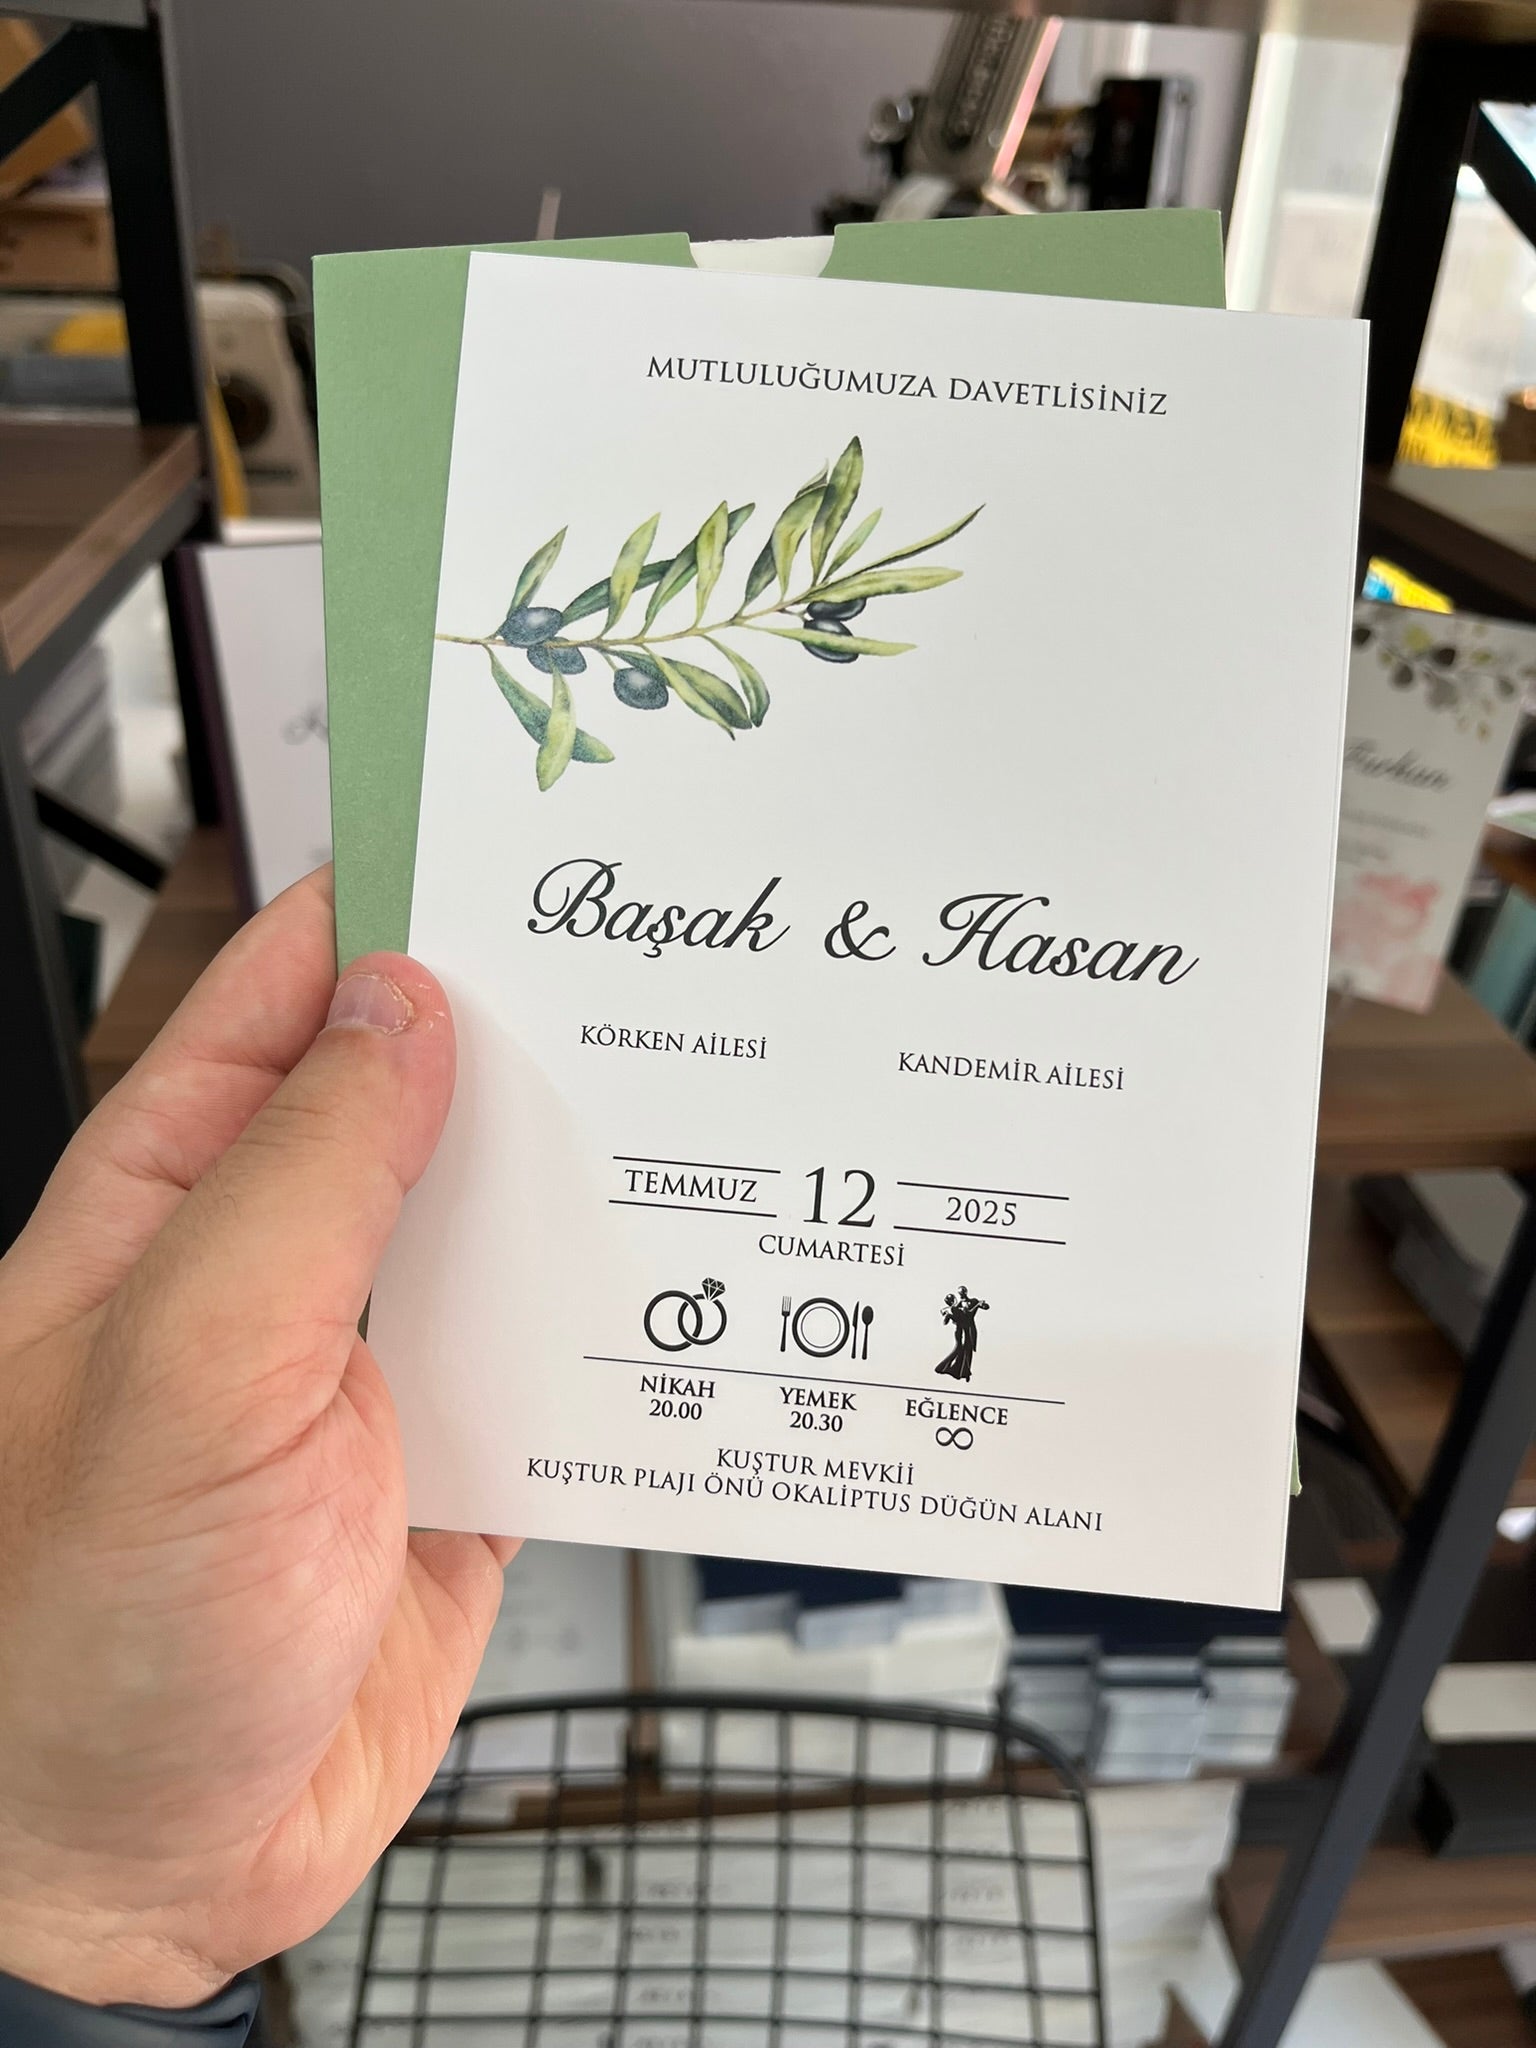 MUTLULUĞUMUZA DAVETLİSİNİZ
Başak & Hasan
KÖRKEN AİLESİ
KANDEMİR AİLESİ
TEMMUZ 12 2025
CUMARTESİ
NİKAH YEMEK EĞLENCE
20.00 20.30 ∞
KUŞTUR MEVKİİ
KUŞTUR PLAJI ÖNÜ OKALİPTUS DÜĞÜN ALANI